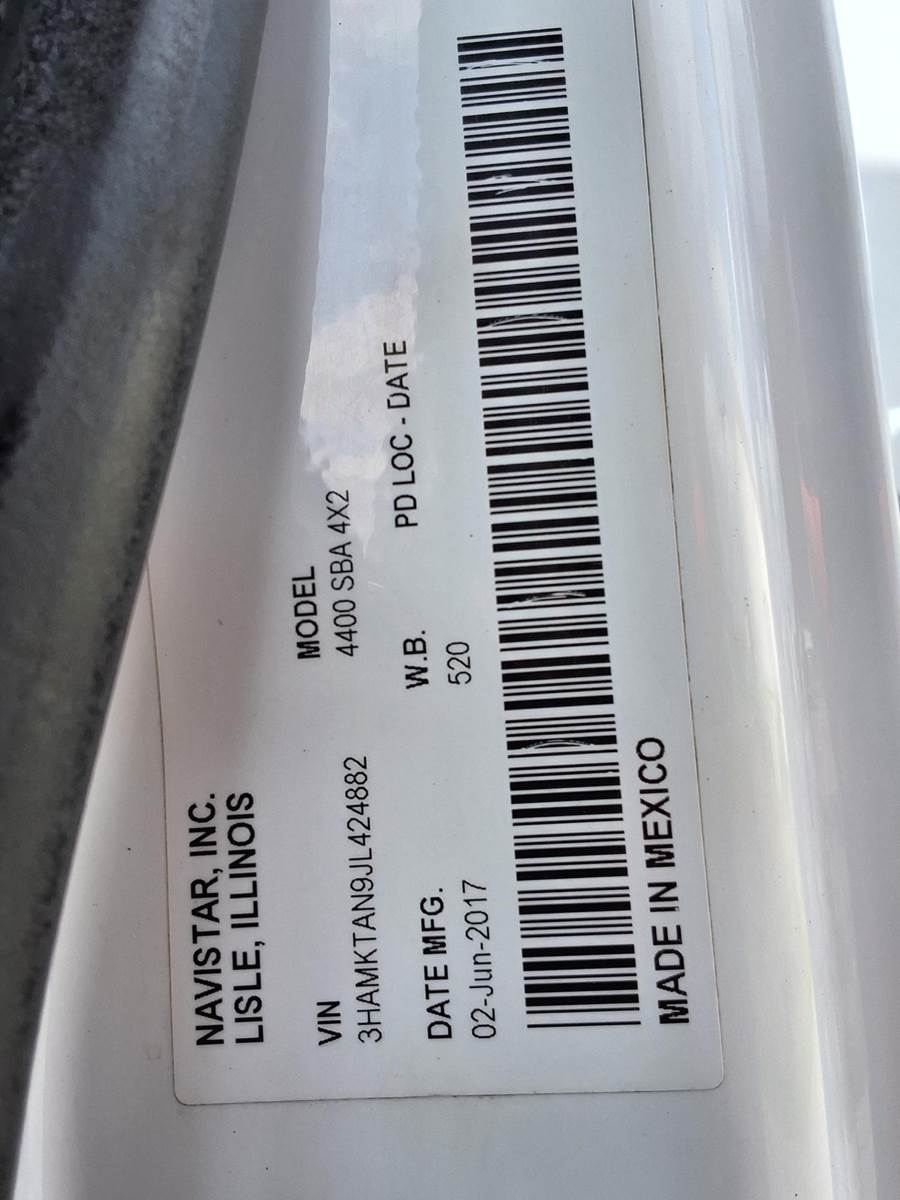 NAVISTAR, INC.
LISLE, ILLINOIS
VIN
3HAMKTAN9JL424882
MODEL
4400 SBA 4X2
DATE MFG.
02-Jun-2017
W.B.
520
PD LOC - DATE
MADE IN MEXICO